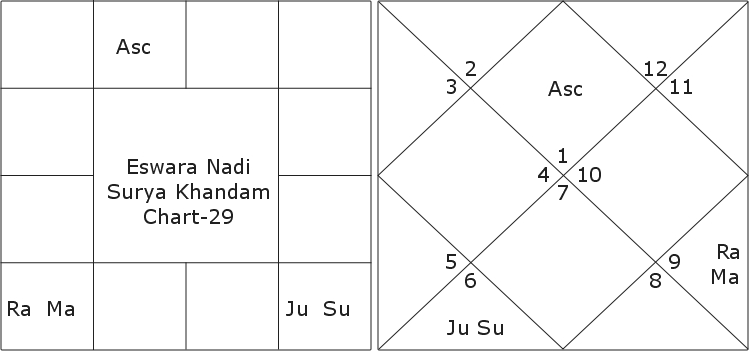 Asc
Eswara Nadi
Surya Khandam
Chart-29
Ra Ma
Ju Su
2
12
3
Asc
11
1
4
10
7
5
9
6
8
Ra
Ma
Ju Su